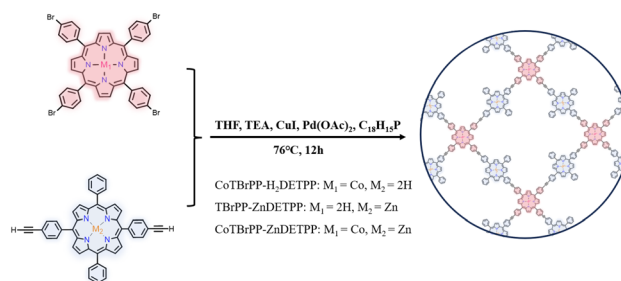 Br
Br
N
N
M₁
N
N
Br
Br
H
N
N
M₂
N
N
H
THF, TEA, CuI, Pd(OAc)₂, C₁₈H₁₅P
76℃, 12h
CoTBrPP-H₂DETPP: M₁ = Co, M₂ = 2H
TBrPP-ZnDETPP: M₁ = 2H, M₂ = Zn
CoTBrPP-ZnDETPP: M₁ = Co, M₂ = Zn